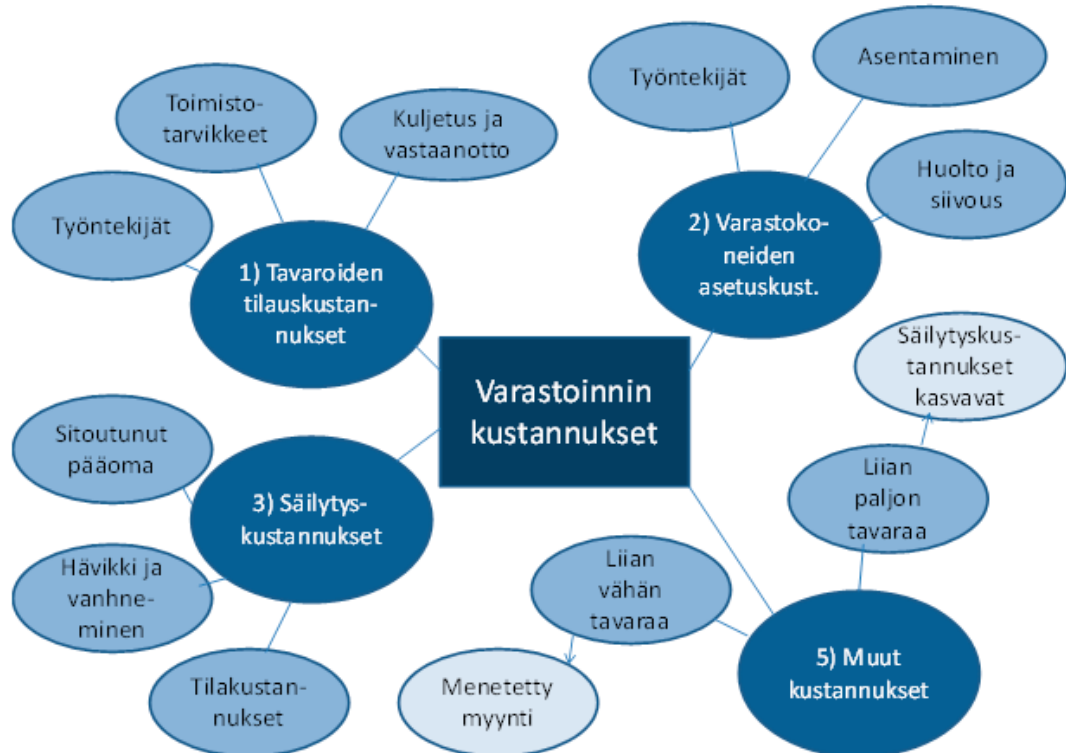 Toimisto-
tarvikkeet
Kuljetus ja
vastaanotto
Työntekijät
1) Tavaroiden
tilauskustan-
nukset
Työntekijät
Asentaminen
Huolto ja
siivous
2) Varastoko-
neiden
asetuskust.
Varastoinnin
kustannukset
Sitoutunut
pääoma
3) Säilytys-
kustannukset
Hävikki ja
vanhne-
minen
Tilakustan-
nukset
Säilytyskus-
tannukset
kasvavat
Liian
paljon
tavaraa
Liian
vähän
tavaraa
Menetetty
myynti
5) Muut
kustannukset